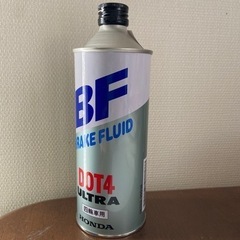 BF
BRAKE FLUID
DOT4
ULTRA
四輪車用
HONDA